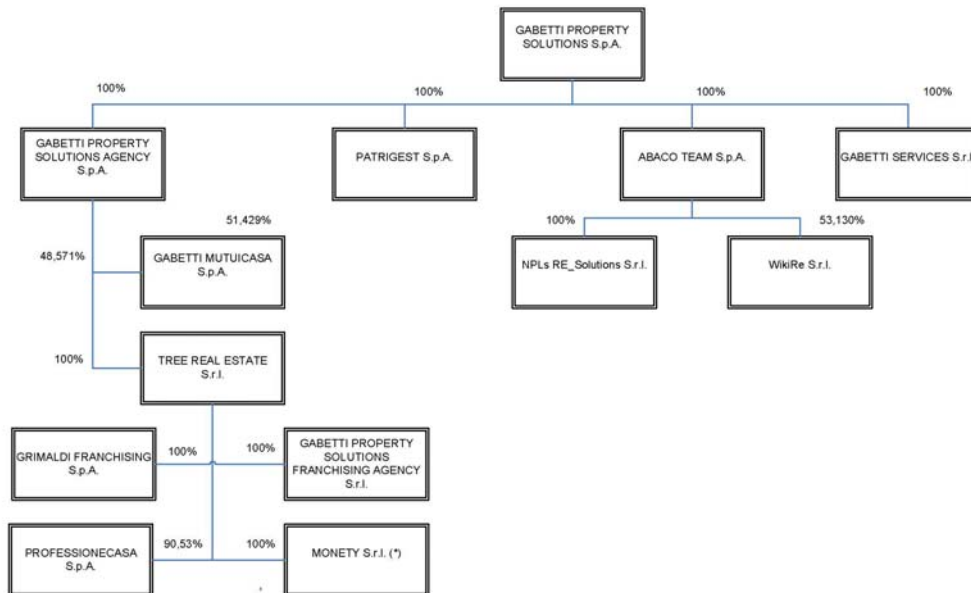 GABETTI PROPERTY
SOLUTIONS S.p.A.
100%
100%
100%
100%
GABETTI PROPERTY
SOLUTIONS AGENCY
S.p.A.
PATRIGEST S.p.A.
ABACO TEAM S.p.A.
GABETTI SERVICES S.r.l.
51,429%
48,571%
GABETTI MUTUICASA
S.p.A.
100%
53,130%
NPLs RE_Solutions S.r.l.
WikiRe S.r.l.
100%
TREE REAL ESTATE
S.r.l.
GRIMALDI FRANCHISING
S.p.A.
100%
100%
GABETTI PROPERTY
SOLUTIONS
FRANCHISING AGENCY
S.r.l.
PROFESSIONECASA
S.p.A.
90,53%
100%
MONETY S.r.l. (*)